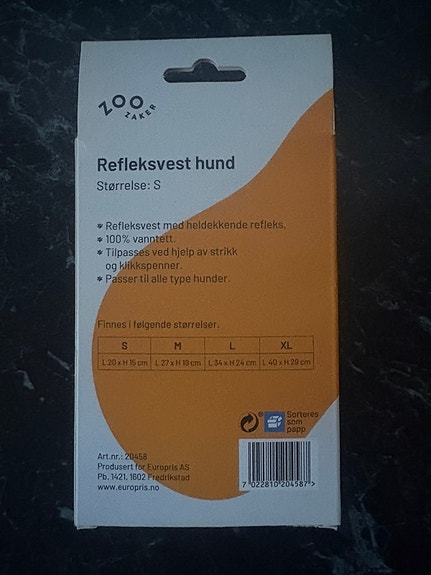 ZOO
ZAKER
Refleksvest hund
Størrelse: S
Refleksvest med heldekkende refleks.
100% vanntett.
Tilpasses ved hjelp av strikk
og klikkspenner.
Passer til alle type hunder.
Finnes i følgende størrelser.
S M L XL
L 20 x H 15 cm L 27 x H 19 cm L 34 x H 24 cm L 40 x H 29 cm
Sorteres
som
papp
Art.nr.: 20458
Produsert for Europris AS
Pb. 1421, 1602 Fredrikstad
www.europris.no
7 022810 204587 >